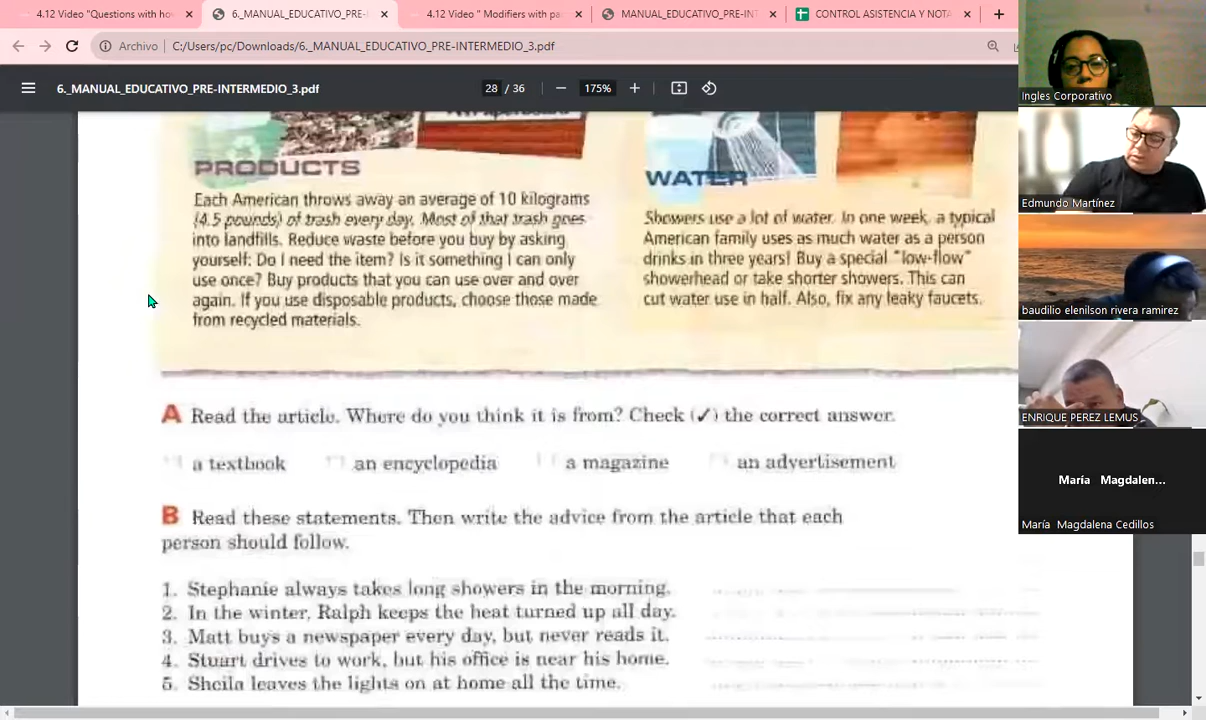 4.12 Video "Questions with ho
6._MANUAL_EDUCATIVO_PRE-
4.12 Video " Modifiers with pa
MANUAL_EDUCATIVO_PRE-INT
CONTROL ASISTENCIA Y NOTA
Archivo
C:/Users/pc/Downloads/6._MANUAL_EDUCATIVO_PRE-INTERMEDIO_3.pdf
6._MANUAL_EDUCATIVO_PRE-INTERMEDIO_3.pdf
28 / 36
175%
PRODUCTS
Each American throws away an average of 10 kilograms
(4.5 pounds) of trash every day. Most of that trash goes
into landfills. Reduce waste before you buy by asking
yourself: Do I need the item? Is it something I can only
use once? Buy products that you can use over and over
again. If you use disposable products, choose those made
from recycled materials.
WATER
Showers use a lot of water. In one week, a typical
American family uses as much water as a person
drinks in three years! Buy a special "low-flow"
showerhead or take shorter showers. This can
cut water use in half. Also, fix any leaky faucets.
A Read the article. Where do you think it is from? Check (✓) the correct answer.
a textbook an encyclopedia a magazine an advertisement
B Read these statements. Then write the advice from the article that each
person should follow.
1. Stephanie always takes long showers in the morning.
2. In the winter, Ralph keeps the heat turned up all day.
3. Matt buys a newspaper every day, but never reads it.
4. Stuart drives to work, but his office is near his home.
5. Sheila leaves the lights on at home all the time.
Ingles Corporativo
Edmundo Martínez
baudilio elenilson rivera ramirez
ENRIQUE PEREZ LEMUS
María Magdalen...
María Magdalena Cedillos